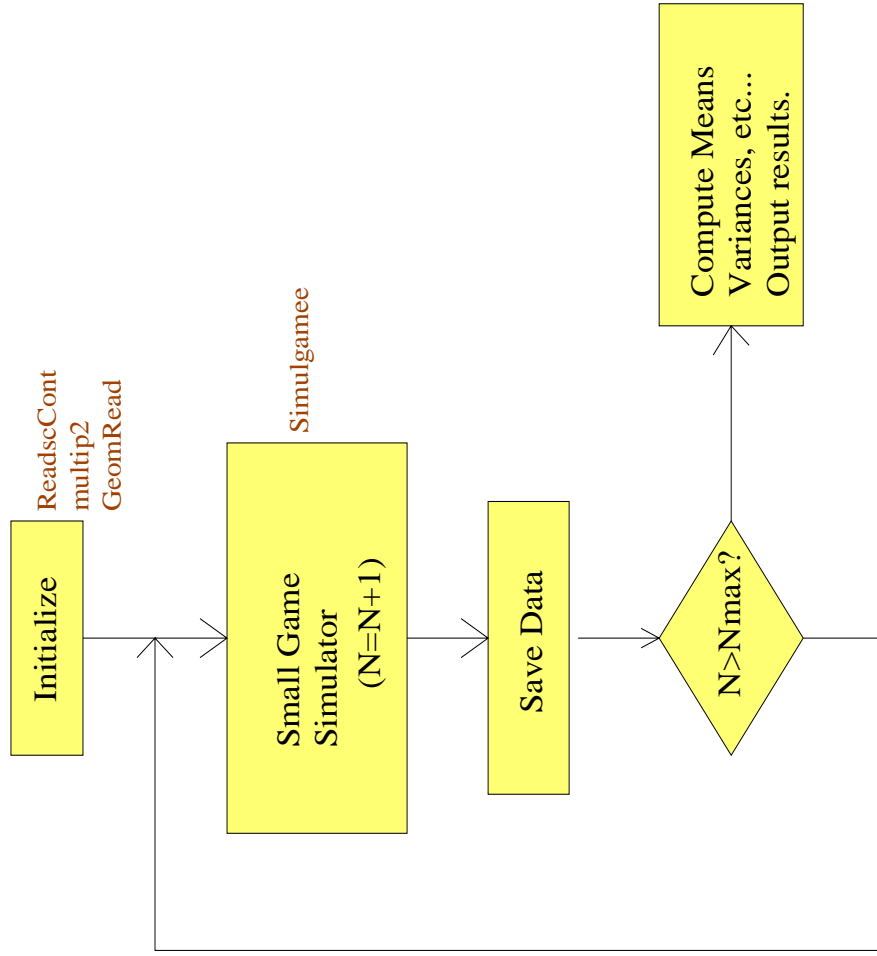 Initialize
ReadscCont
multip2
GeomRead
Small Game
Simulator
(N=N+1)
Simulgamee
Save Data
N>Nmax?
Compute Means
Variances, etc...
Output results.